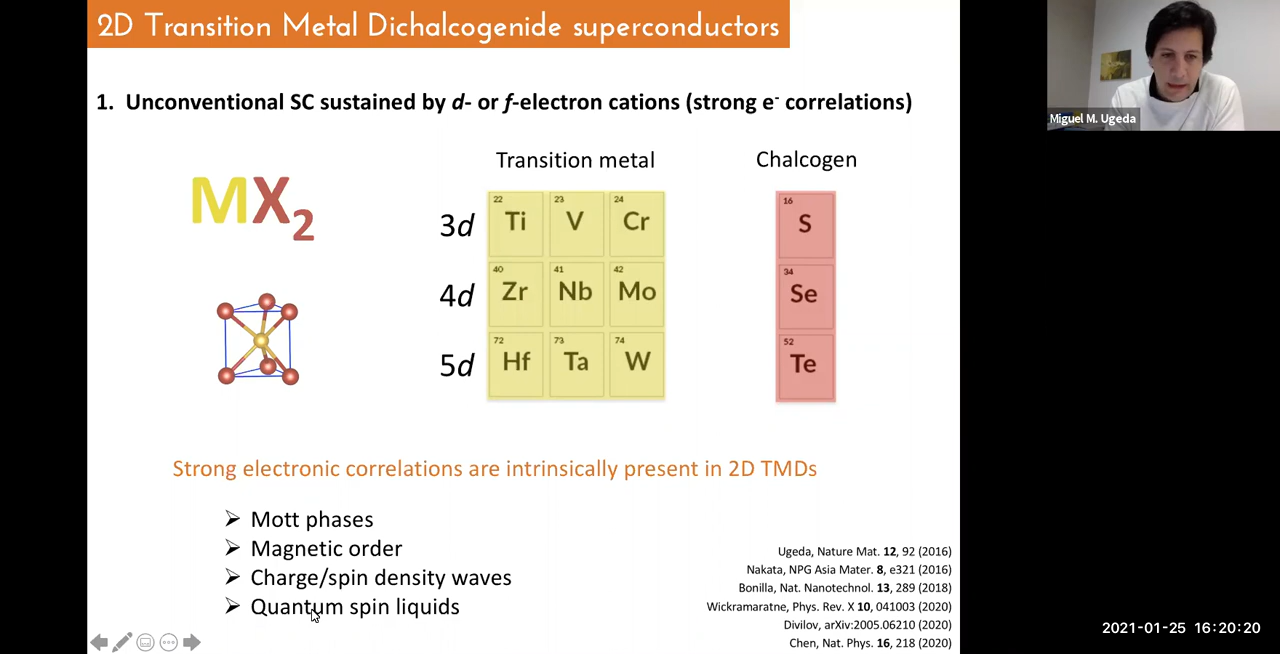 2D Transition Metal Dichalcogenide superconductors
1. Unconventional SC sustained by d- or f-electron cations (strong e- correlations)
Miguel M. Ugeda
Transition metal
Chalcogen
MX2
3d
22 Ti
23 V
24 Cr
16 S
4d
40 Zr
41 Nb
42 Mo
34 Se
5d
72 Hf
73 Ta
74 W
52 Te
Strong electronic correlations are intrinsically present in 2D TMDs
➢ Mott phases
➢ Magnetic order
➢ Charge/spin density waves
➢ Quantum spin liquids
Ugeda, Nature Mat. 12, 92 (2016)
Nakata, NPG Asia Mater. 8, e321 (2016)
Bonilla, Nat. Nanotechnol. 13, 289 (2018)
Wickramaratne, Phys. Rev. X 10, 041003 (2020)
Divilov, arXiv:2005.06210 (2020)
Chen, Nat. Phys. 16, 218 (2020)
2021-01-25 16:20:20